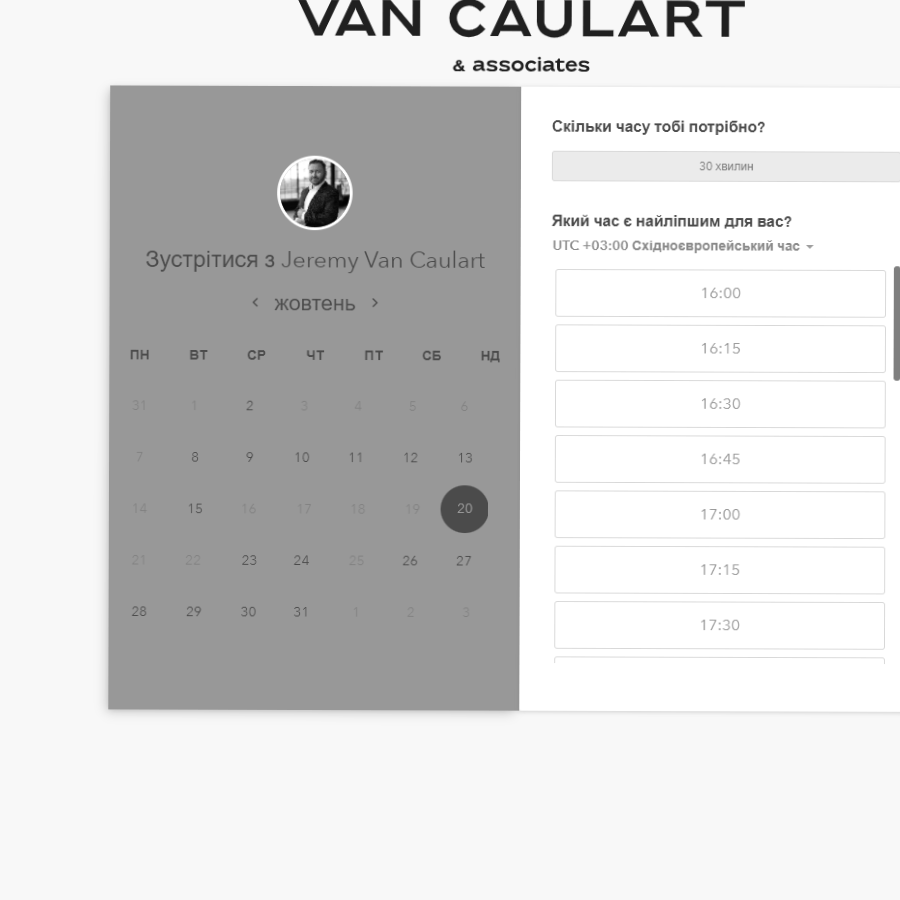 VAN CAULART
& associates
Зустрітися з Jeremy Van Caulart
жовтень
ПН ВТ СР ЧТ ПТ СБ НД
31 1 2 3 4 5 6
7 8 9 10 11 12 13
14 15 16 17 18 19 20
21 22 23 24 25 26 27
28 29 30 31 1 2 3
Скільки часу тобі потрібно?
30 хвилин
Який час є найліпшим для вас?
UTC +03:00 Східноєвропейський час
16:00
16:15
16:30
16:45
17:00
17:15
17:30